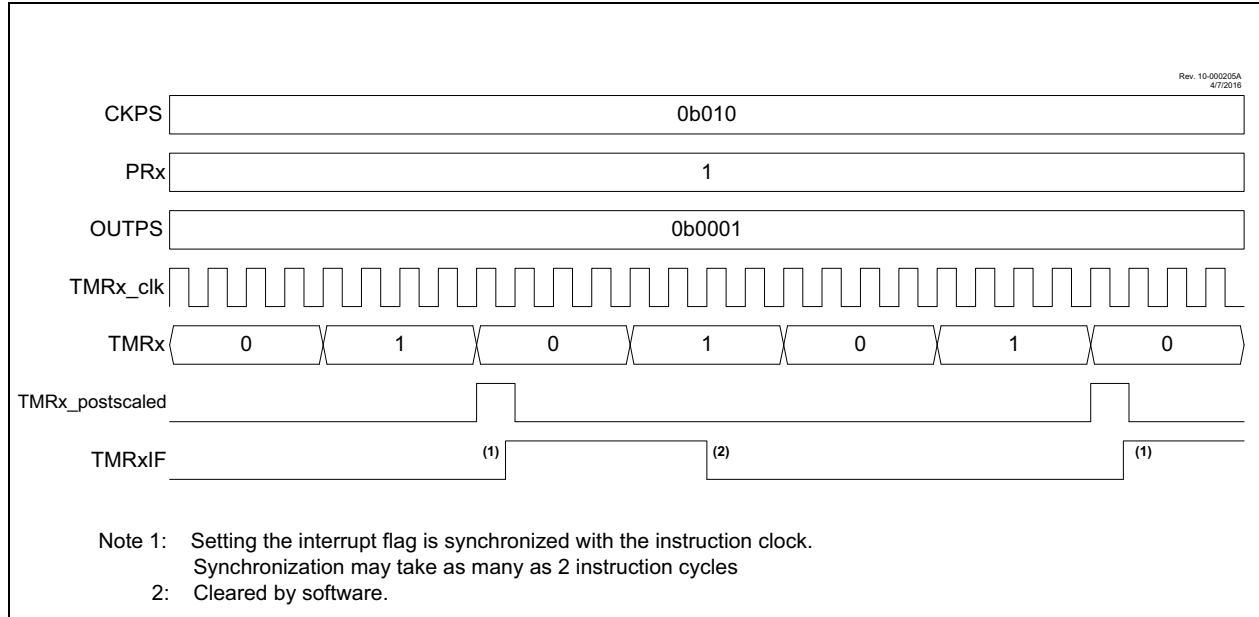 Rev. 10-000205A
4/7/2016
CKPS 0b010
PRx 1
OUTPS 0b0001
TMRx_clk
TMRx 0 1 0 1 0 1 0
TMRx_postscaled
TMRxIF (1) (2) (1)
Note 1: Setting the interrupt flag is synchronized with the instruction clock.
Synchronization may take as many as 2 instruction cycles
2: Cleared by software.